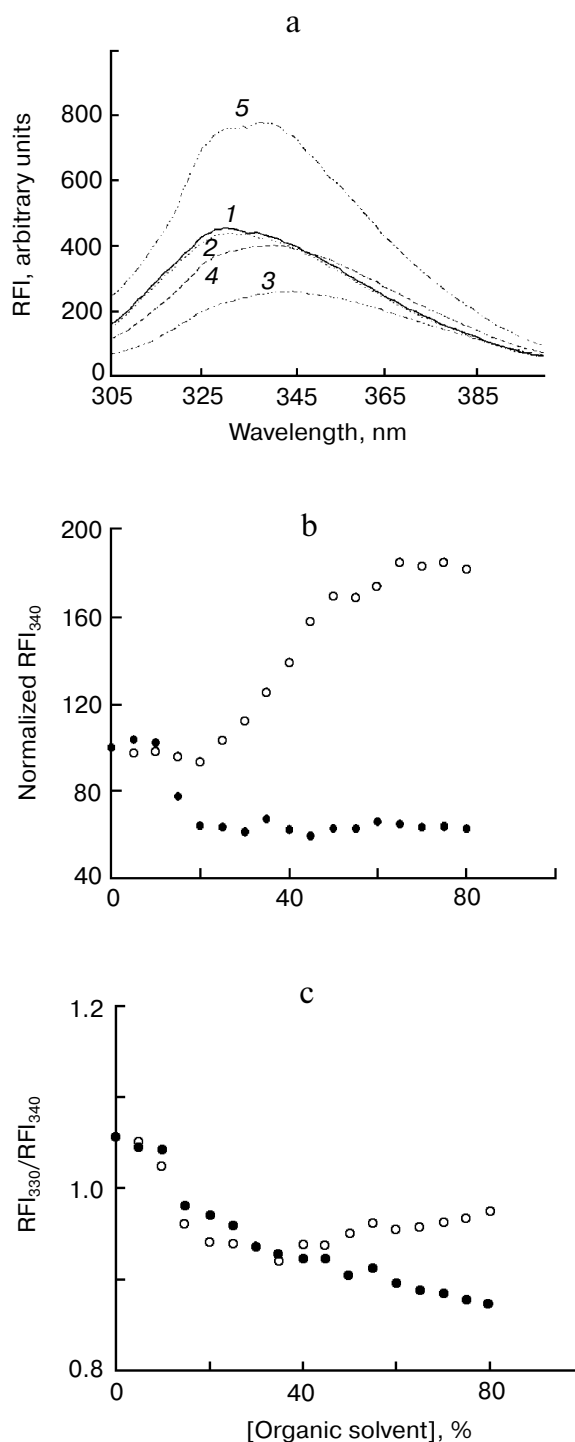 a
RFI, arbitrary units
800
600
400
200
0
5
1
2
4
3
305 325 345 365 385
Wavelength, nm
b
Normalized RFI340
200
160
120
80
40
0 40 80
c
RFI330/RFI340
1.2
1.0
0.8
0 40 80
[Organic solvent], %